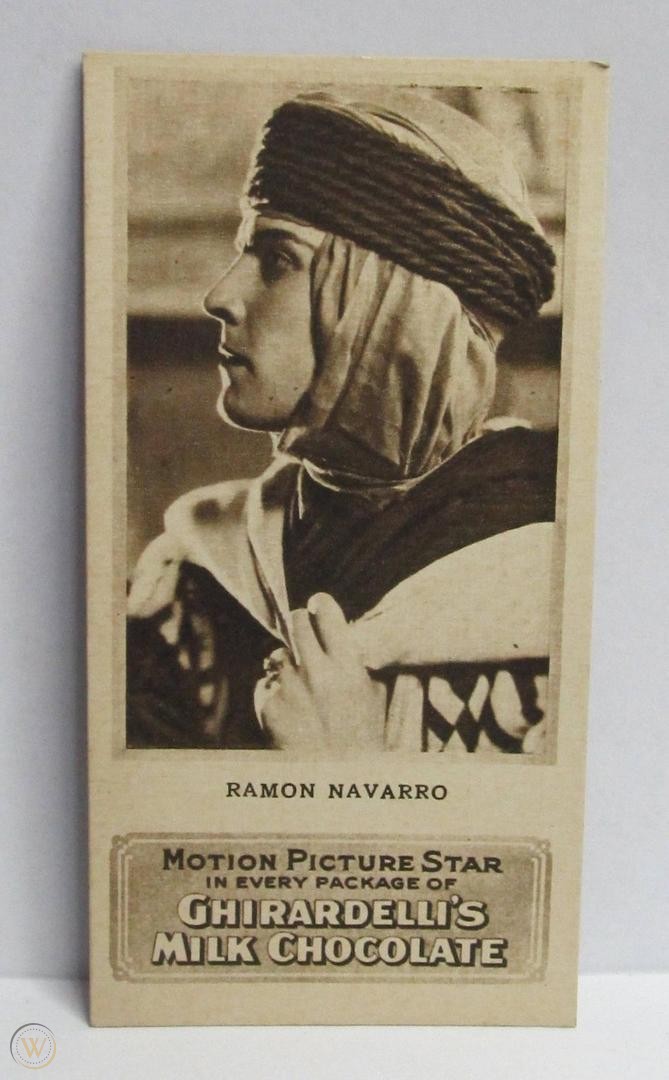 RAMON NAVARRO
MOTION PICTURE STAR
IN EVERY PACKAGE OF
GHIRARDELLI'S
MILK CHOCOLATE
W